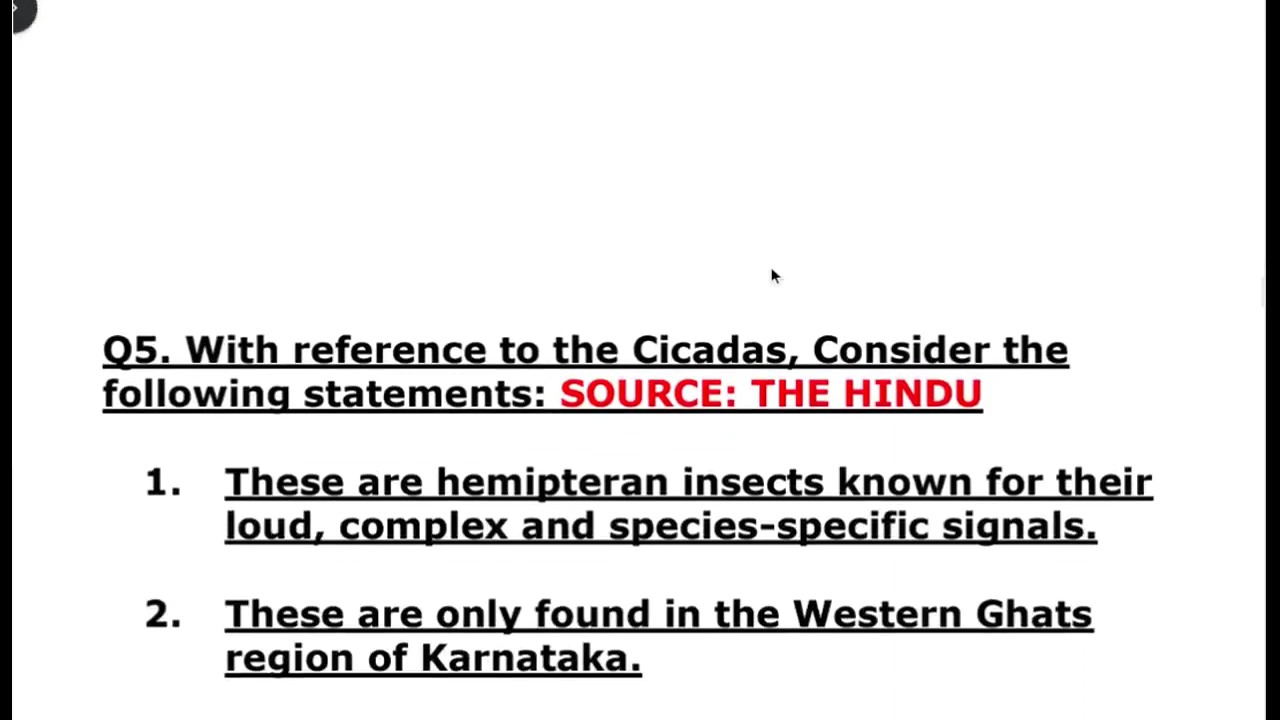 Q5. With reference to the Cicadas, Consider the
following statements: SOURCE: THE HINDU
1. These are hemipteran insects known for their
loud, complex and species-specific signals.
2. These are only found in the Western Ghats
region of Karnataka.